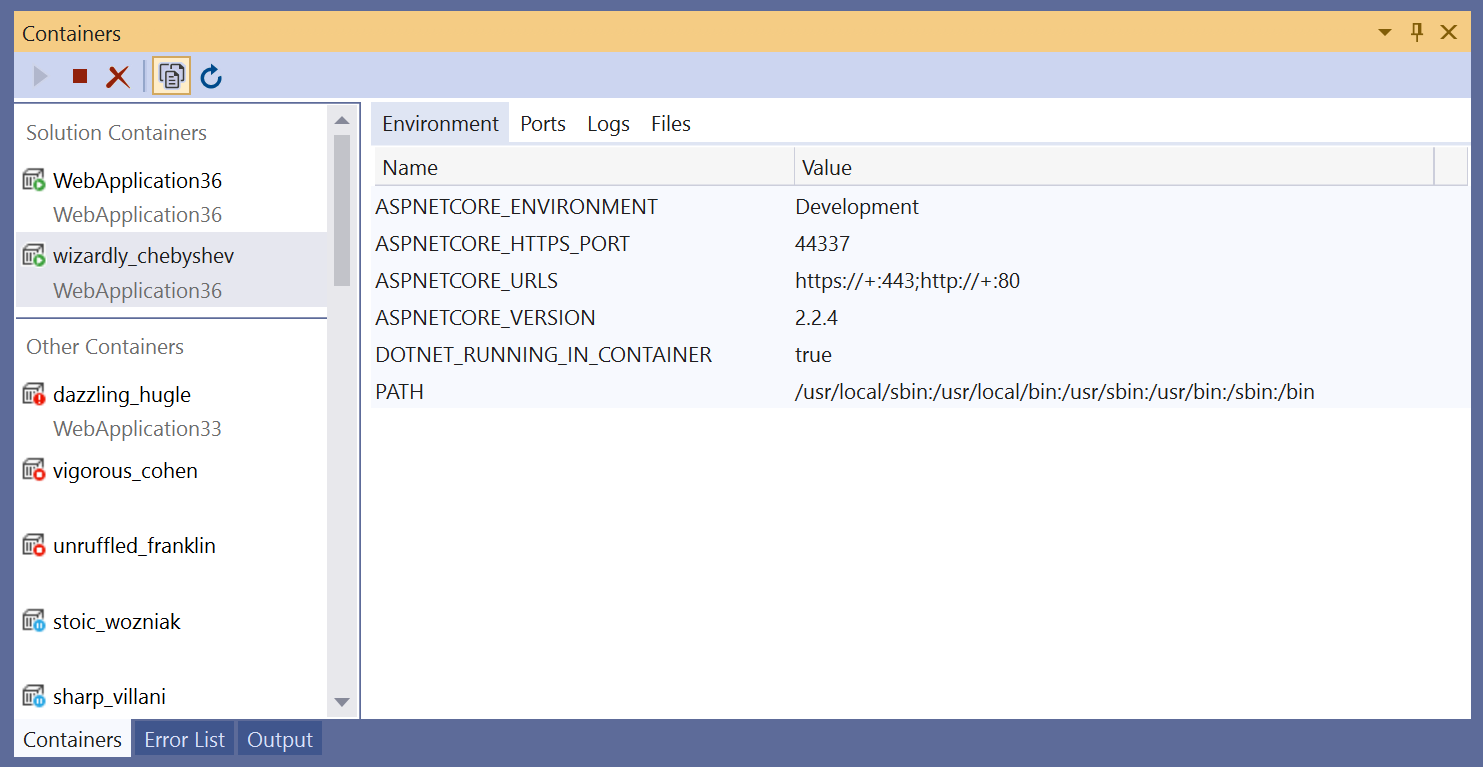 Containers
Solution Containers
WebApplication36
WebApplication36
wizardly_chebyshev
WebApplication36
Other Containers
dazzling_hugle
WebApplication33
vigorous_cohen
unruffled_franklin
stoic_wozniak
sharp_villani
Environment Ports Logs Files
Name Value
ASPNETCORE_ENVIRONMENT Development
ASPNETCORE_HTTPS_PORT 44337
ASPNETCORE_URLS https://+:443;http://+:80
ASPNETCORE_VERSION 2.2.4
DOTNET_RUNNING_IN_CONTAINER true
PATH /usr/local/sbin:/usr/local/bin:/usr/sbin:/usr/bin:/sbin:/bin
Containers Error List Output